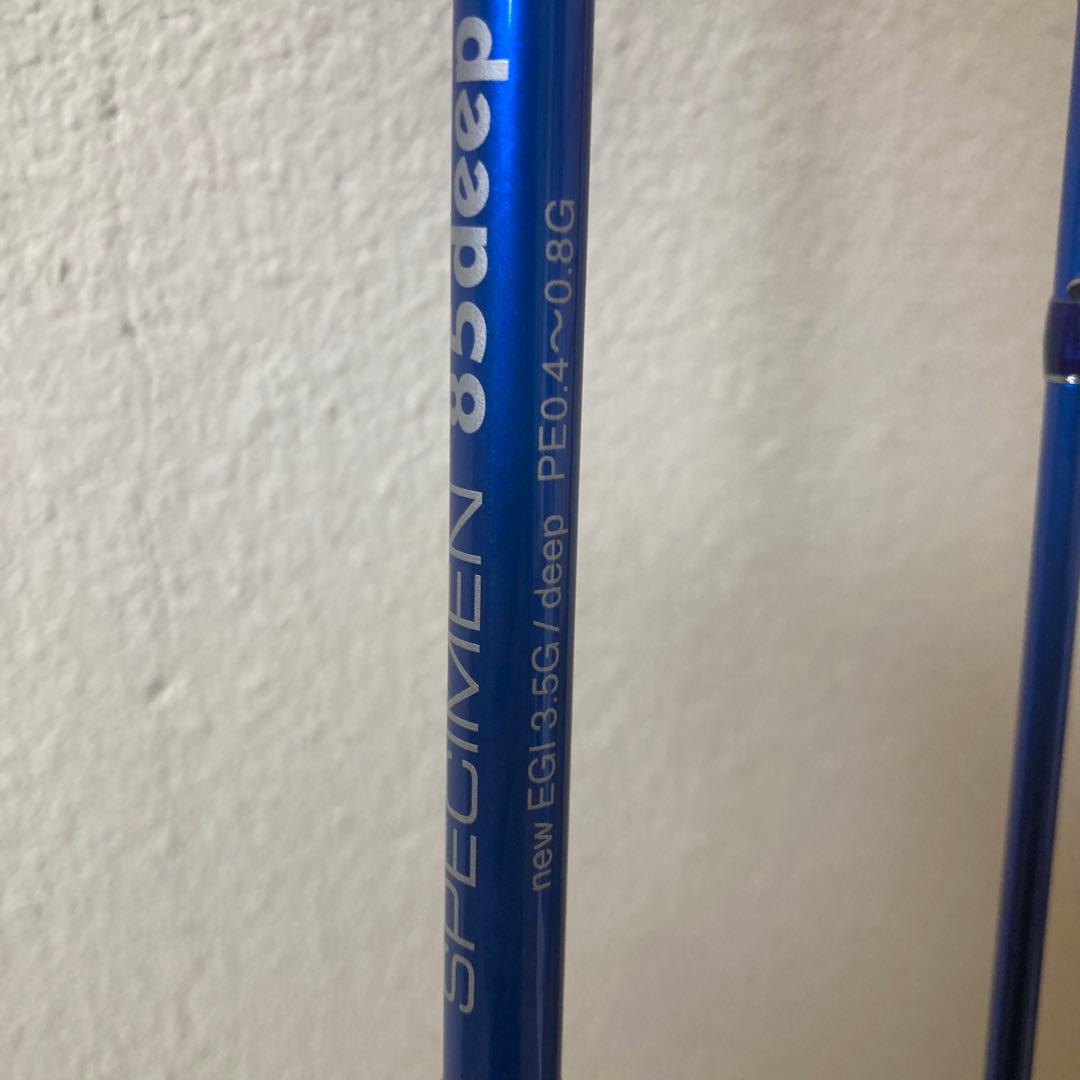 SPECIMEN 85deep
new EGI 3.5G / deep PE0.4～0.8G